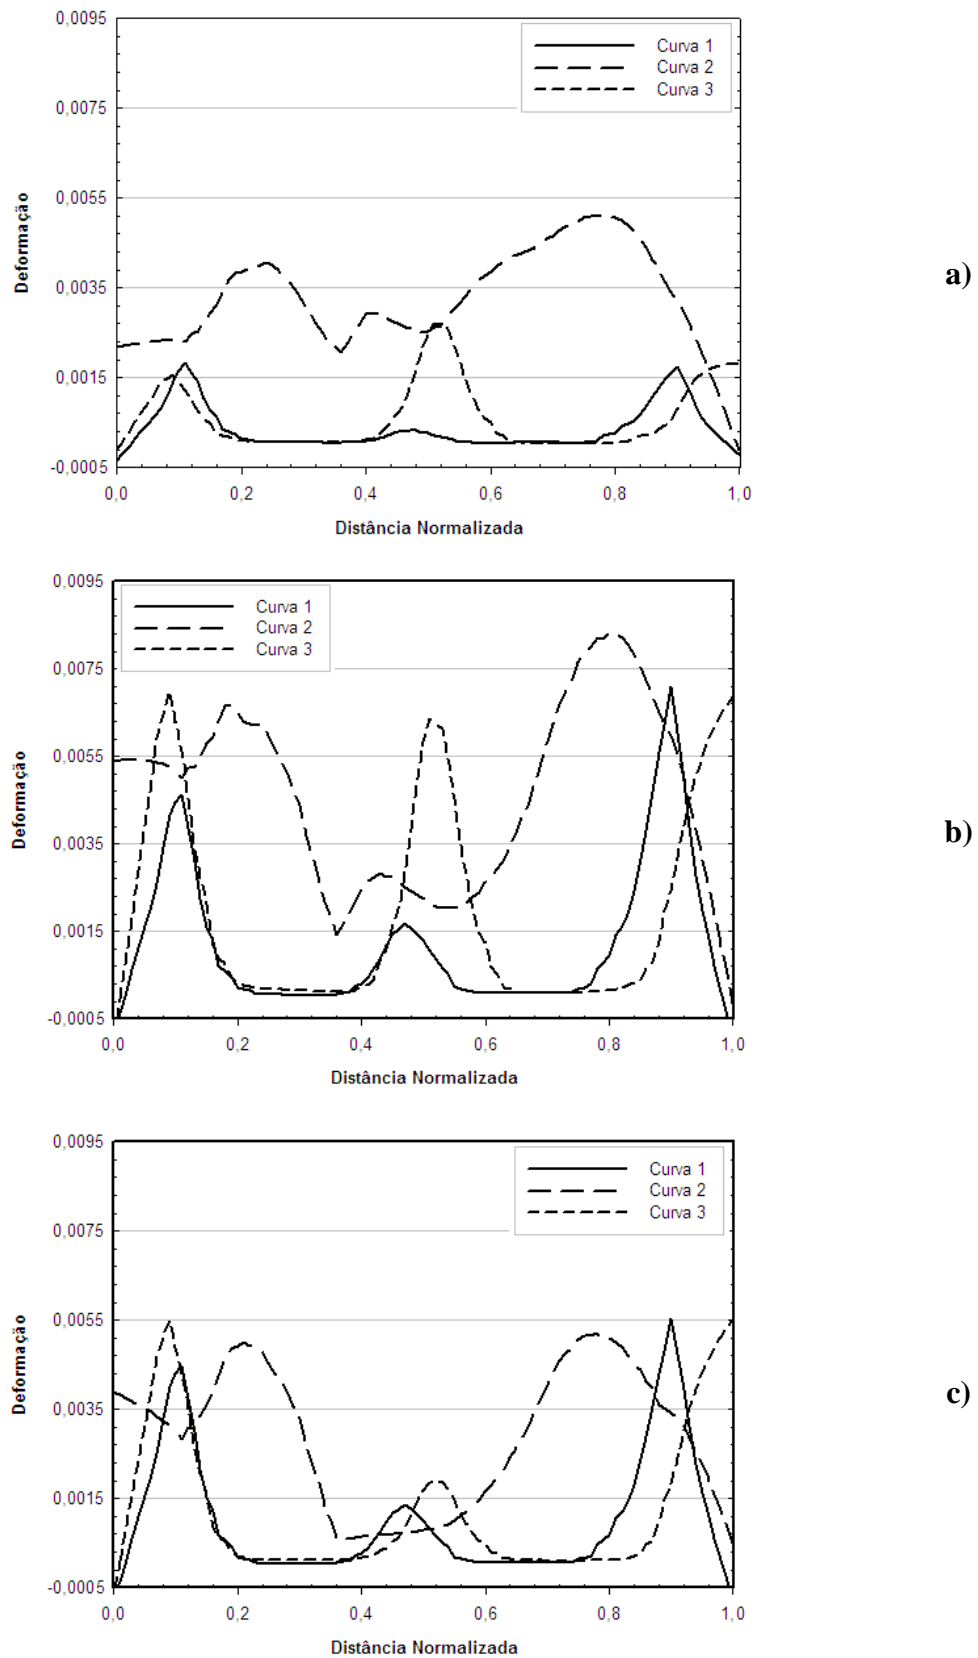 0,0095
Curva 1
Curva 2
Curva 3
0,0075
0,0055
0,0035
0,0015
-0,0005
Deformação
0,0 0,2 0,4 0,6 0,8 1,0
Distância Normalizada
a)
0,0095
Curva 1
Curva 2
Curva 3
0,0075
0,0055
0,0035
0,0015
-0,0005
Deformação
0,0 0,2 0,4 0,6 0,8 1,0
Distância Normalizada
b)
0,0095
Curva 1
Curva 2
Curva 3
0,0075
0,0055
0,0035
0,0015
-0,0005
Deformação
0,0 0,2 0,4 0,6 0,8 1,0
Distância Normalizada
c)